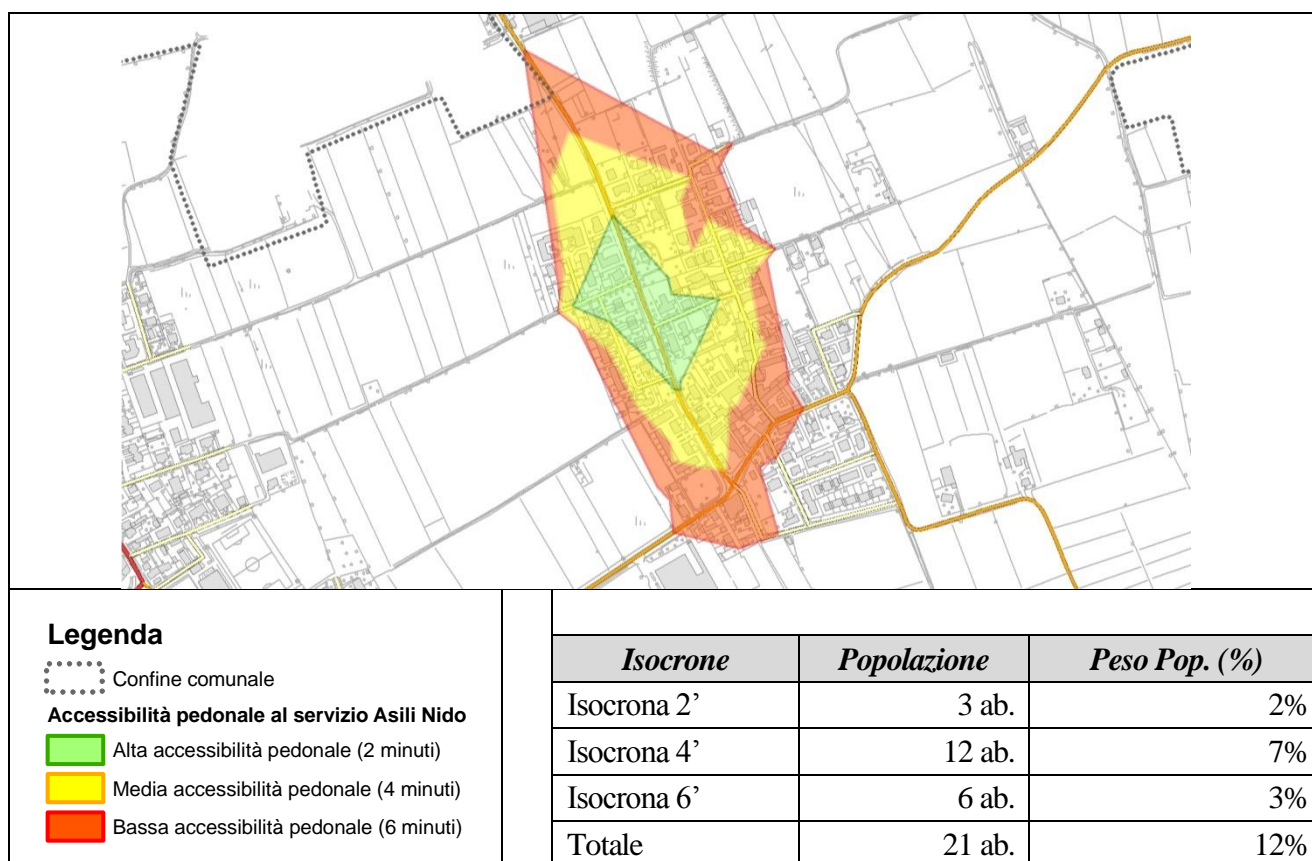 Legenda
Confine comunale
Accessibilità pedonale al servizio Asili Nido
Alta accessibilità pedonale (2 minuti)
Media accessibilità pedonale (4 minuti)
Bassa accessibilità pedonale (6 minuti)
Isocrone Popolazione Peso Pop. (%)
Isocrona 2’ 3 ab. 2%
Isocrona 4’ 12 ab. 7%
Isocrona 6’ 6 ab. 3%
Totale 21 ab. 12%